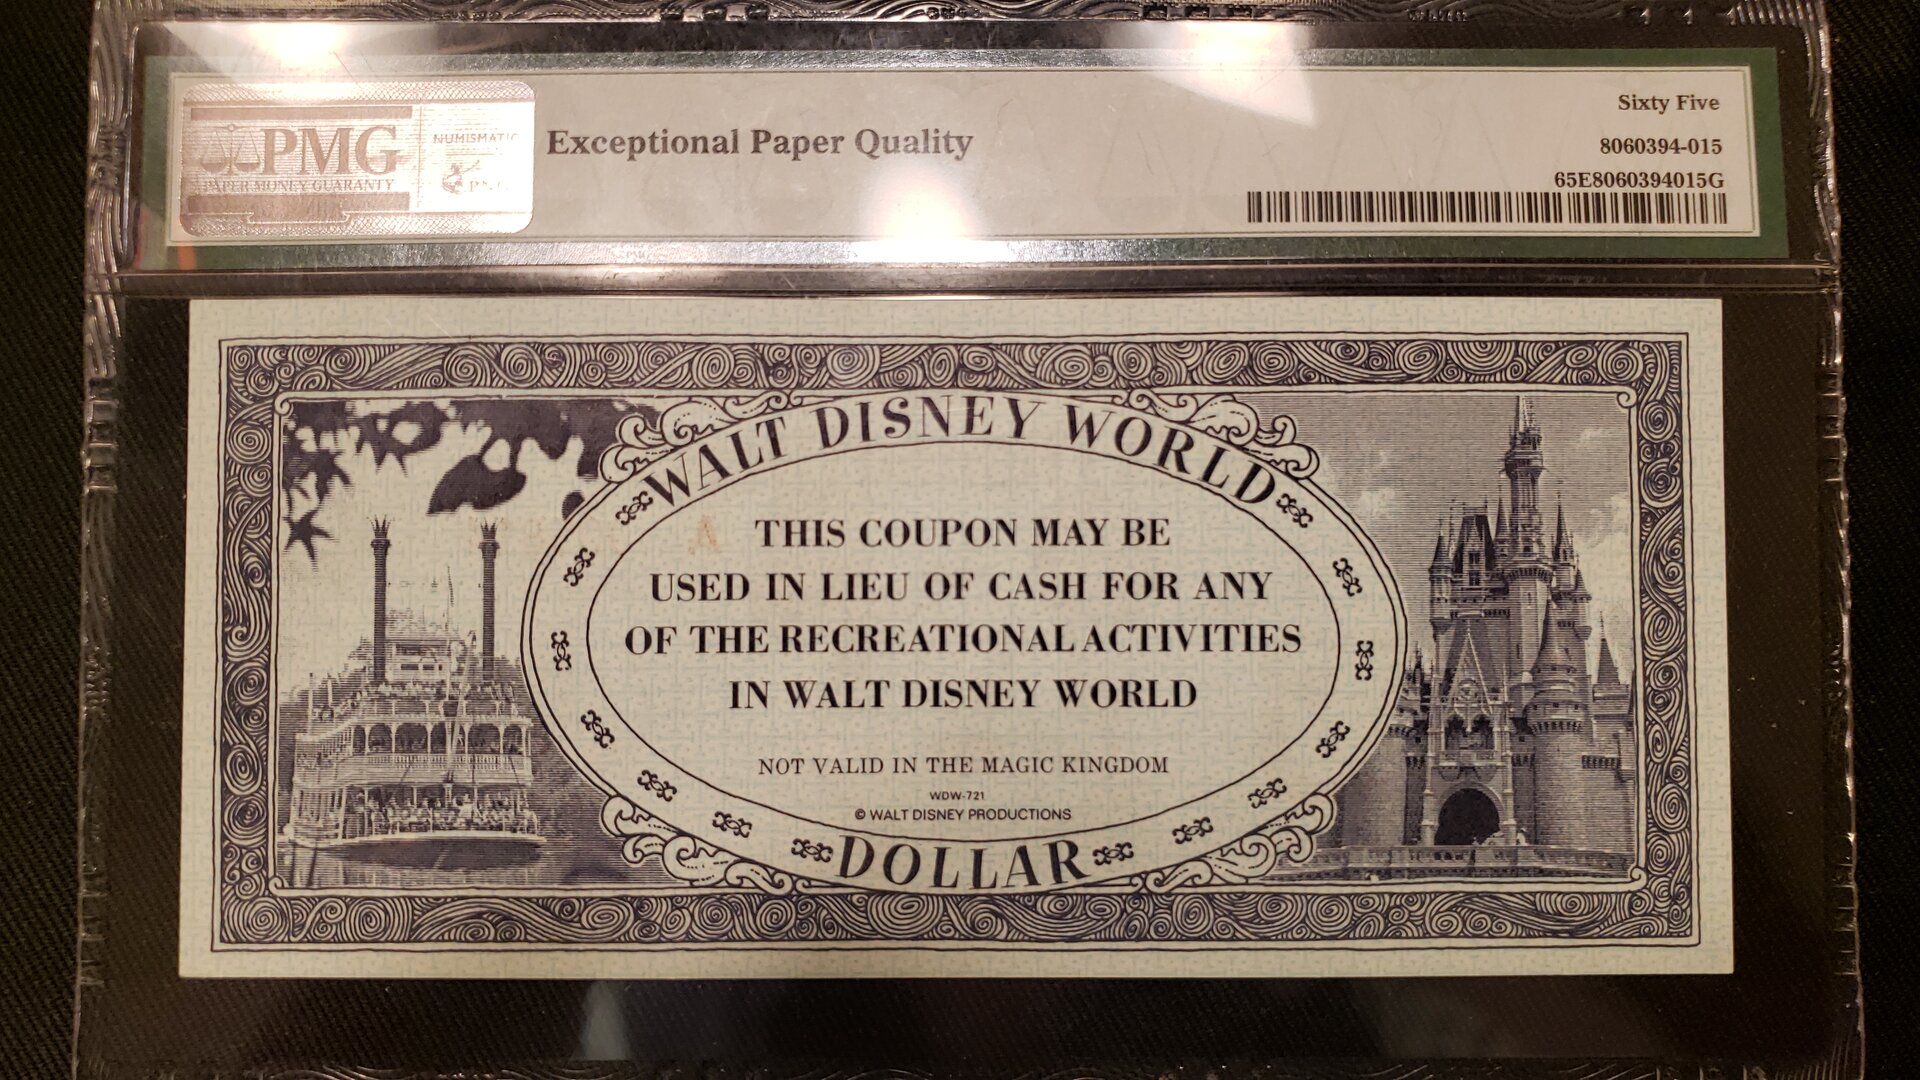 PMG
PAPER MONEY GUARANTY
NUMISMATIC
PNG
Exceptional Paper Quality
Sixty Five
8060394-015
65E8060394015G
WALT DISNEY WORLD
THIS COUPON MAY BE
USED IN LIEU OF CASH FOR ANY
OF THE RECREATIONAL ACTIVITIES
IN WALT DISNEY WORLD
NOT VALID IN THE MAGIC KINGDOM
WDW-721
© WALT DISNEY PRODUCTIONS
DOLLAR